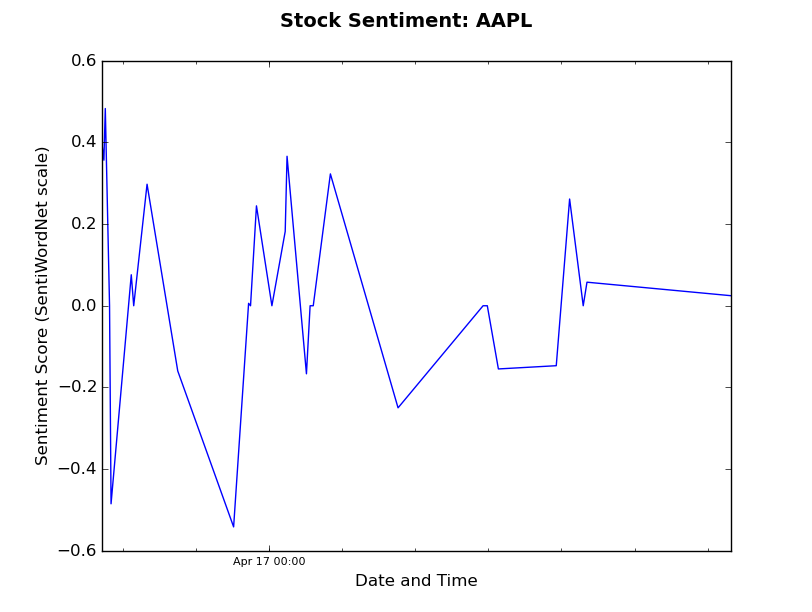 Stock Sentiment: AAPL
0.6
0.4
0.2
0.0
−0.2
−0.4
−0.6
Sentiment Score (SentiWordNet scale)
Apr 17 00:00
Date and Time